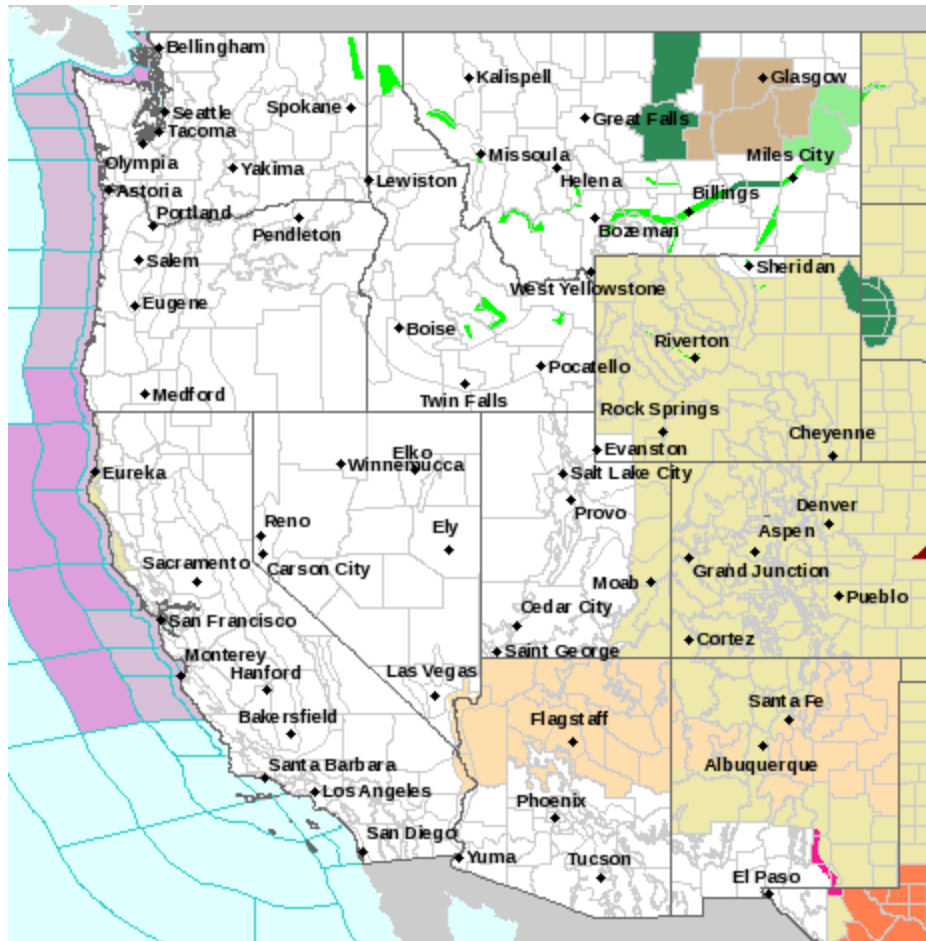 Bellingham
Kalispell
Glasgow
Seattle
Spokane
Great Falls
Tacoma
Olympia
Missoula
Miles City
Yakima
Helena
Astoria
Lewiston
Billings
Portland
Pendleton
Bozeman
Salem
Sheridan
West Yellowstone
Eugene
Boise
Riverton
Pocatello
Medford
Twin Falls
Rock Springs
Cheyenne
Elko
Evanston
Eureka
Winnemucca
Salt Lake City
Denver
Provo
Reno
Ely
Aspen
Sacramento
Carson City
Grand Junction
Moab
Pueblo
Cedar City
San Francisco
Cortez
Saint George
Monterey
Hanford
Las Vegas
Santa Fe
Bakersfield
Flagstaff
Albuquerque
Santa Barbara
Los Angeles
Phoenix
San Diego
Yuma
Tucson
El Paso